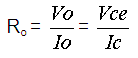 Ro = Vo/Io = Vce/Ic